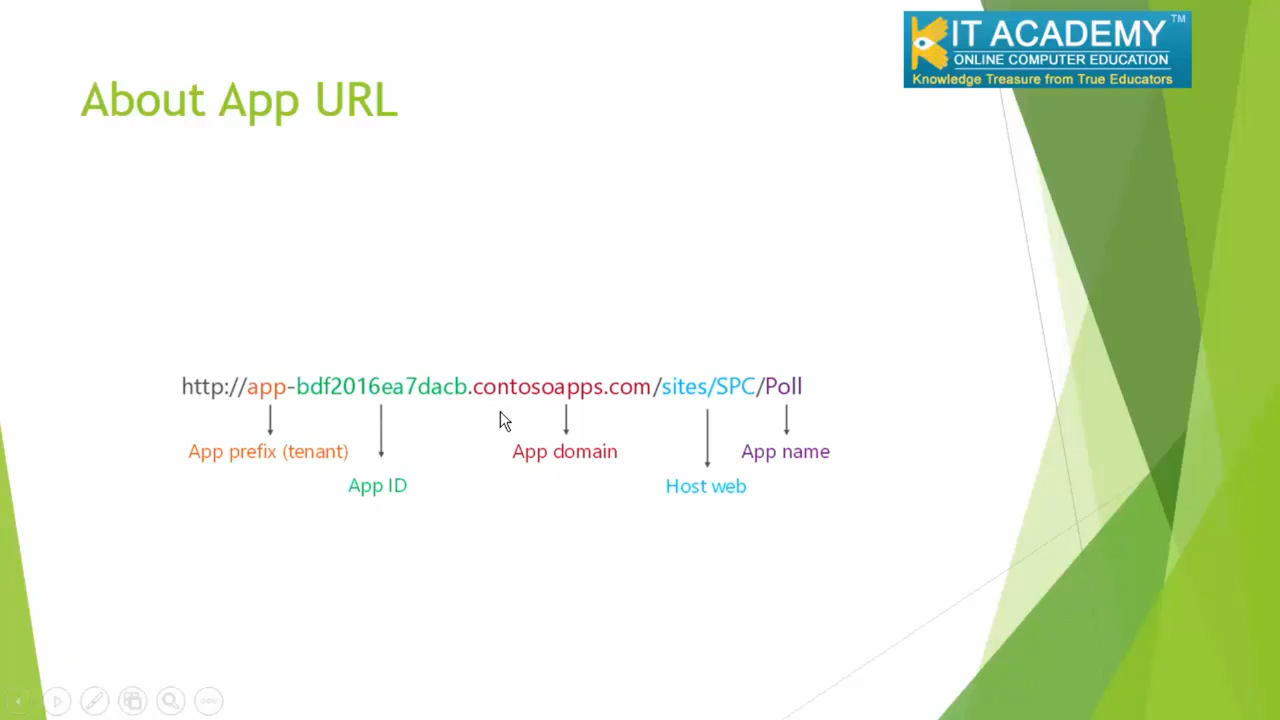 IT ACADEMY™
ONLINE COMPUTER EDUCATION
Knowledge Treasure from True Educators
About App URL
http://app-bdf2016ea7dacb.contosoapps.com/sites/SPC/Poll
App prefix (tenant) App domain App name
App ID Host web